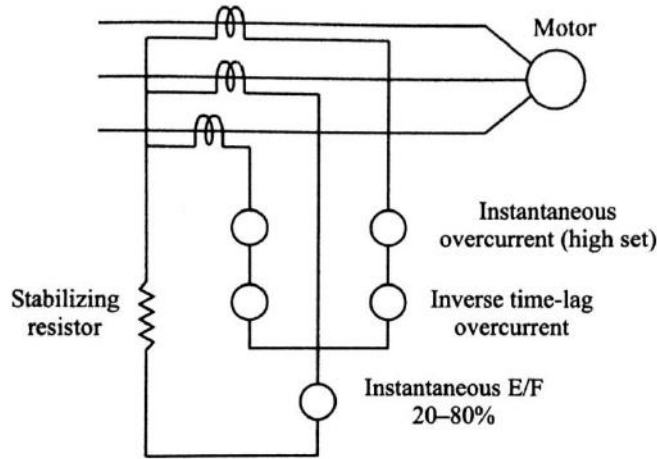 Motor
Instantaneous
overcurrent (high set)
Stabilizing
resistor
Inverse time-lag
overcurrent
Instantaneous E/F
20–80%